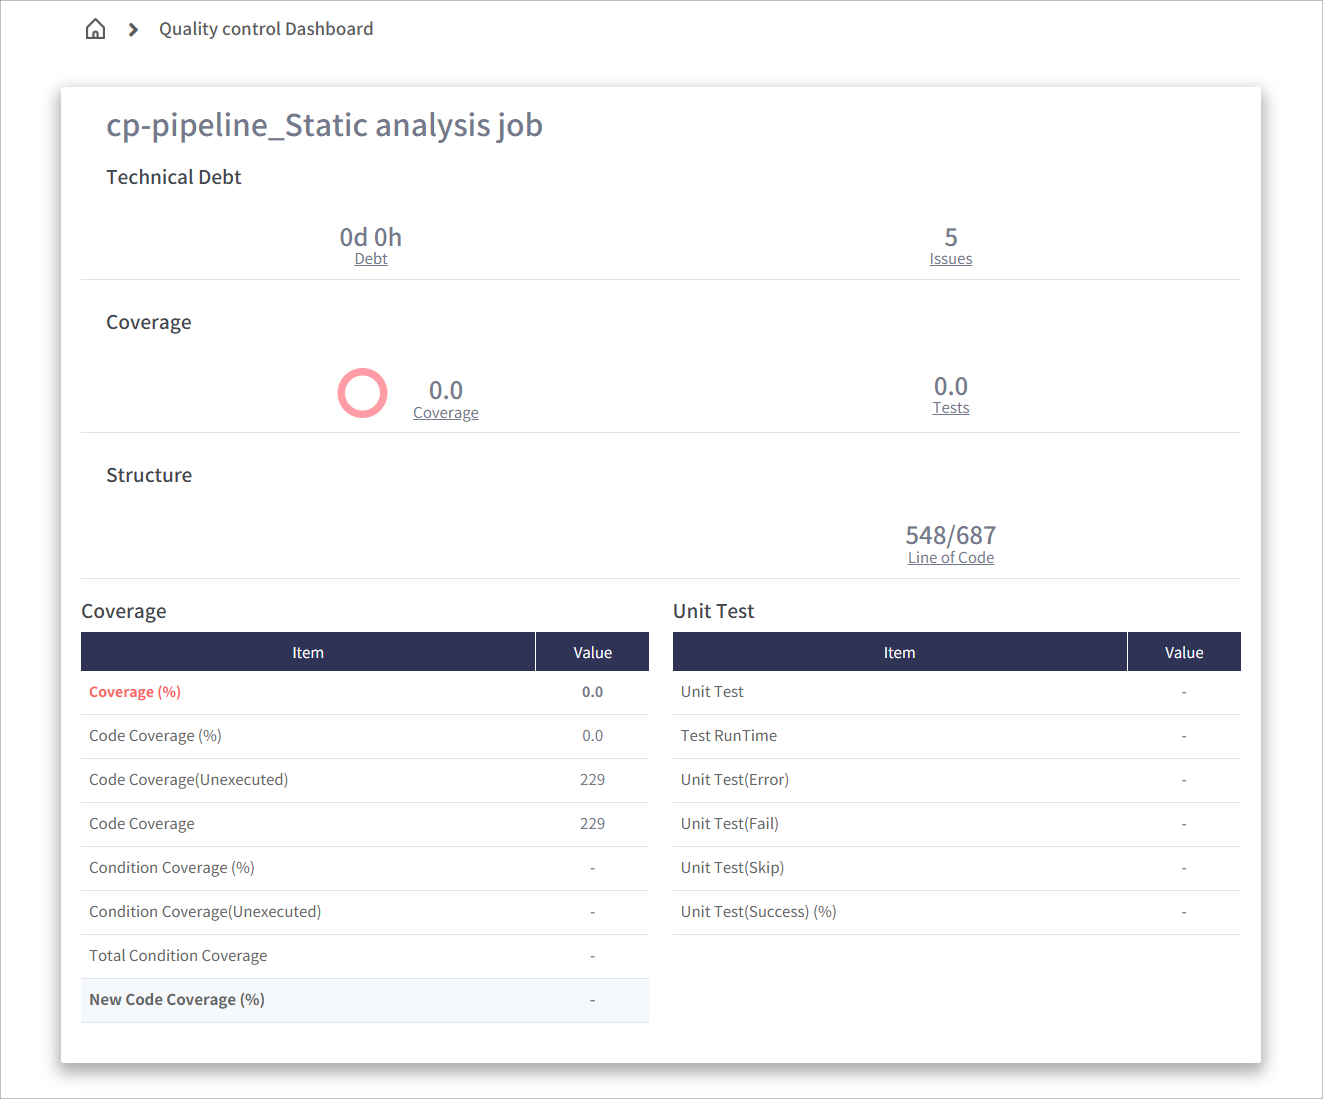 Quality control Dashboard
cp-pipeline_Static analysis job
Technical Debt
0d 0h
Debt
5
Issues
Coverage
0.0
Coverage
0.0
Tests
Structure
548/687
Line of Code
Coverage
Item Value
Coverage (%) 0.0
Code Coverage (%) 0.0
Code Coverage(Unexecuted) 229
Code Coverage 229
Condition Coverage (%) -
Condition Coverage(Unexecuted) -
Total Condition Coverage -
New Code Coverage (%) -
Unit Test
Item Value
Unit Test -
Test RunTime -
Unit Test(Error) -
Unit Test(Fail) -
Unit Test(Skip) -
Unit Test(Success) (%) -